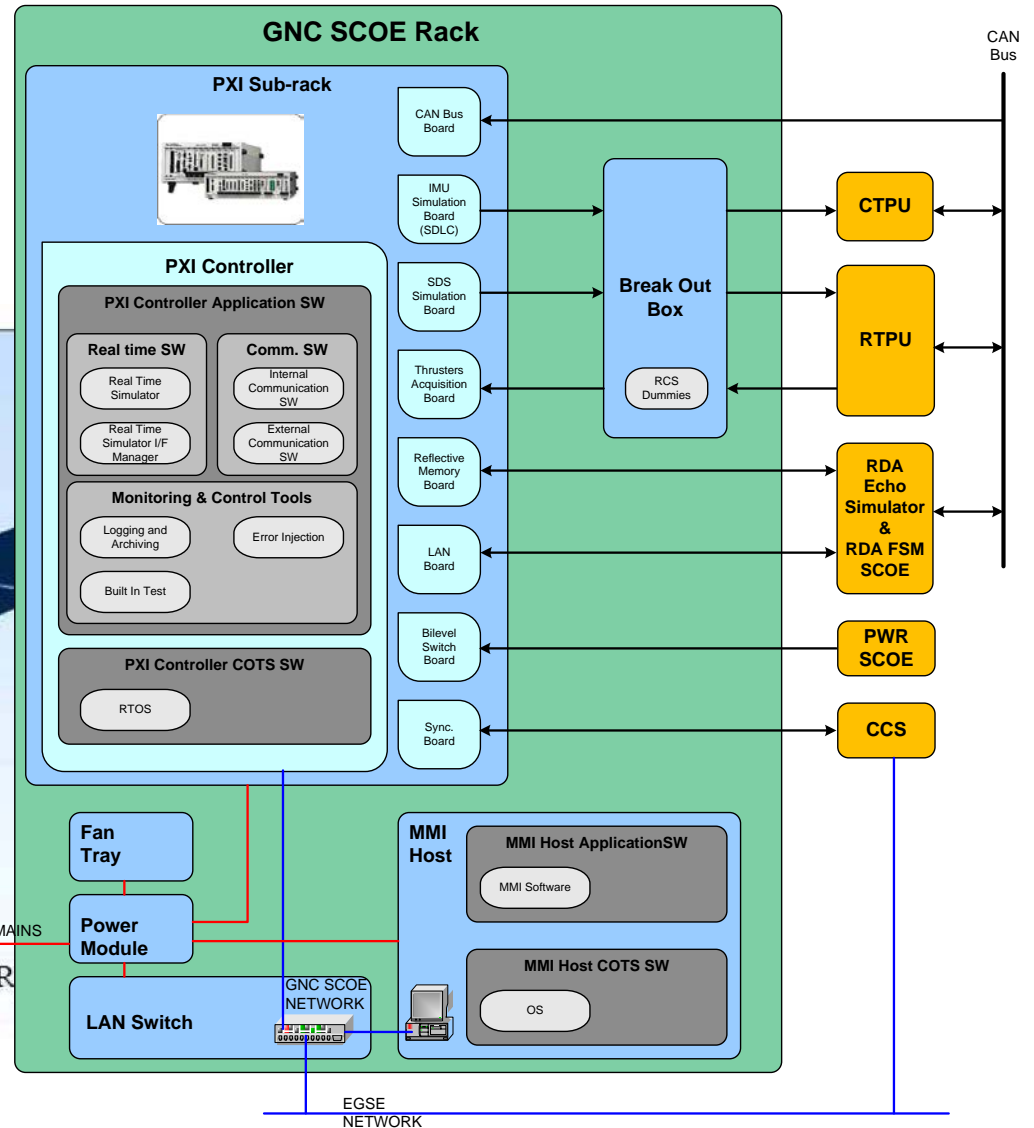 GNC SCOE Rack
CAN
Bus
PXI Sub-rack
CAN Bus
Board
IMU
Simulation
Board
(SDLC)
CTPU
PXI Controller
PXI Controller Application SW
SDS
Simulation
Board
Break Out
Box
RTPU
Real time SW
Comm. SW
Real Time
Simulator
Internal
Communication
SW
Thrusters
Acquisition
Board
RCS
Dummies
Real Time
Simulator I/F
Manager
External
Communication
SW
Reflective
Memory
Board
RDA
Echo
Simulator
&
RDA FSM
SCOE
Monitoring & Control Tools
Logging and
Archiving
Error Injection
LAN
Board
Built In Test
Bilevel
Switch
Board
PWR
SCOE
PXI Controller COTS SW
RTOS
Sync.
Board
CCS
Fan
Tray
MMI
Host
MMI Host ApplicationSW
MMI Software
MAINS
Power
Module
MMI Host COTS SW
OS
R
GNC SCOE
NETWORK
LAN Switch
EGSE
NETWORK